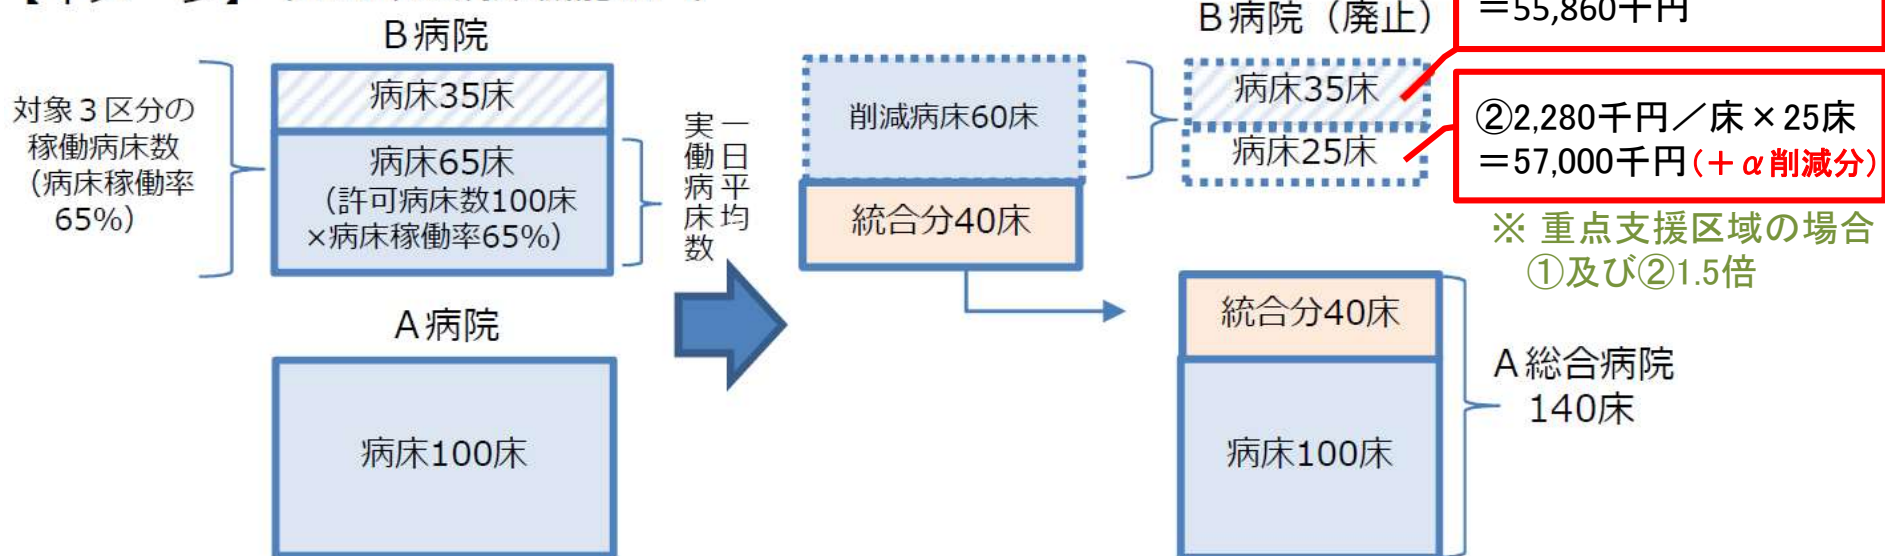 B病院
対象3区分の
稼働病床数
（病床稼働率
65%）
病床35床
病床65床
（許可病床数100床
×病床稼働率65%）
一日平均
実働病床数
A病院
病床100床
削減病床60床
統合分40床
B病院（廃止）
病床35床
病床25床
＝55,860千円
②2,280千円／床×25床
＝57,000千円(＋α削減分)
※ 重点支援区域の場合
①及び②1.5倍
統合分40床
病床100床
A総合病院
140床